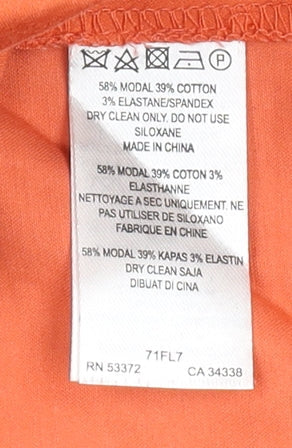 P
58% MODAL 39% COTTON
3% ELASTANE/SPANDEX
DRY CLEAN ONLY. DO NOT USE
SILOXANE
MADE IN CHINA
58% MODAL 39% COTON 3%
ELASTHANNE
NETTOYAGE A SEC UNIQUEMENT. NE
PAS UTILISER DE SILOXANO
FABRIQUE EN CHINE
58% MODAL 39% KAPAS 3% ELASTIN
DRY CLEAN SAJA
DIBUAT DI CINA
71FL7
RN 53372 CA 34338